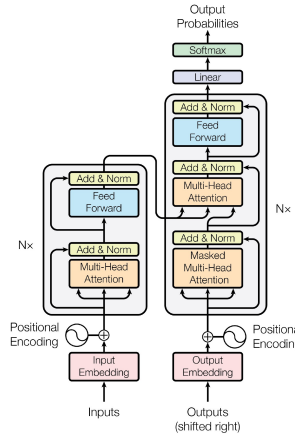 Output
Probabilities
Softmax
Linear
Add & Norm
Feed
Forward
Add & Norm
Multi-Head
Attention
Add & Norm
Masked
Multi-Head
Attention
N×
Add & Norm
Feed
Forward
N×
Add & Norm
Multi-Head
Attention
Positional
Encoding
Positional
Encodin
Input
Embedding
Output
Embedding
Inputs
Outputs
(shifted right)